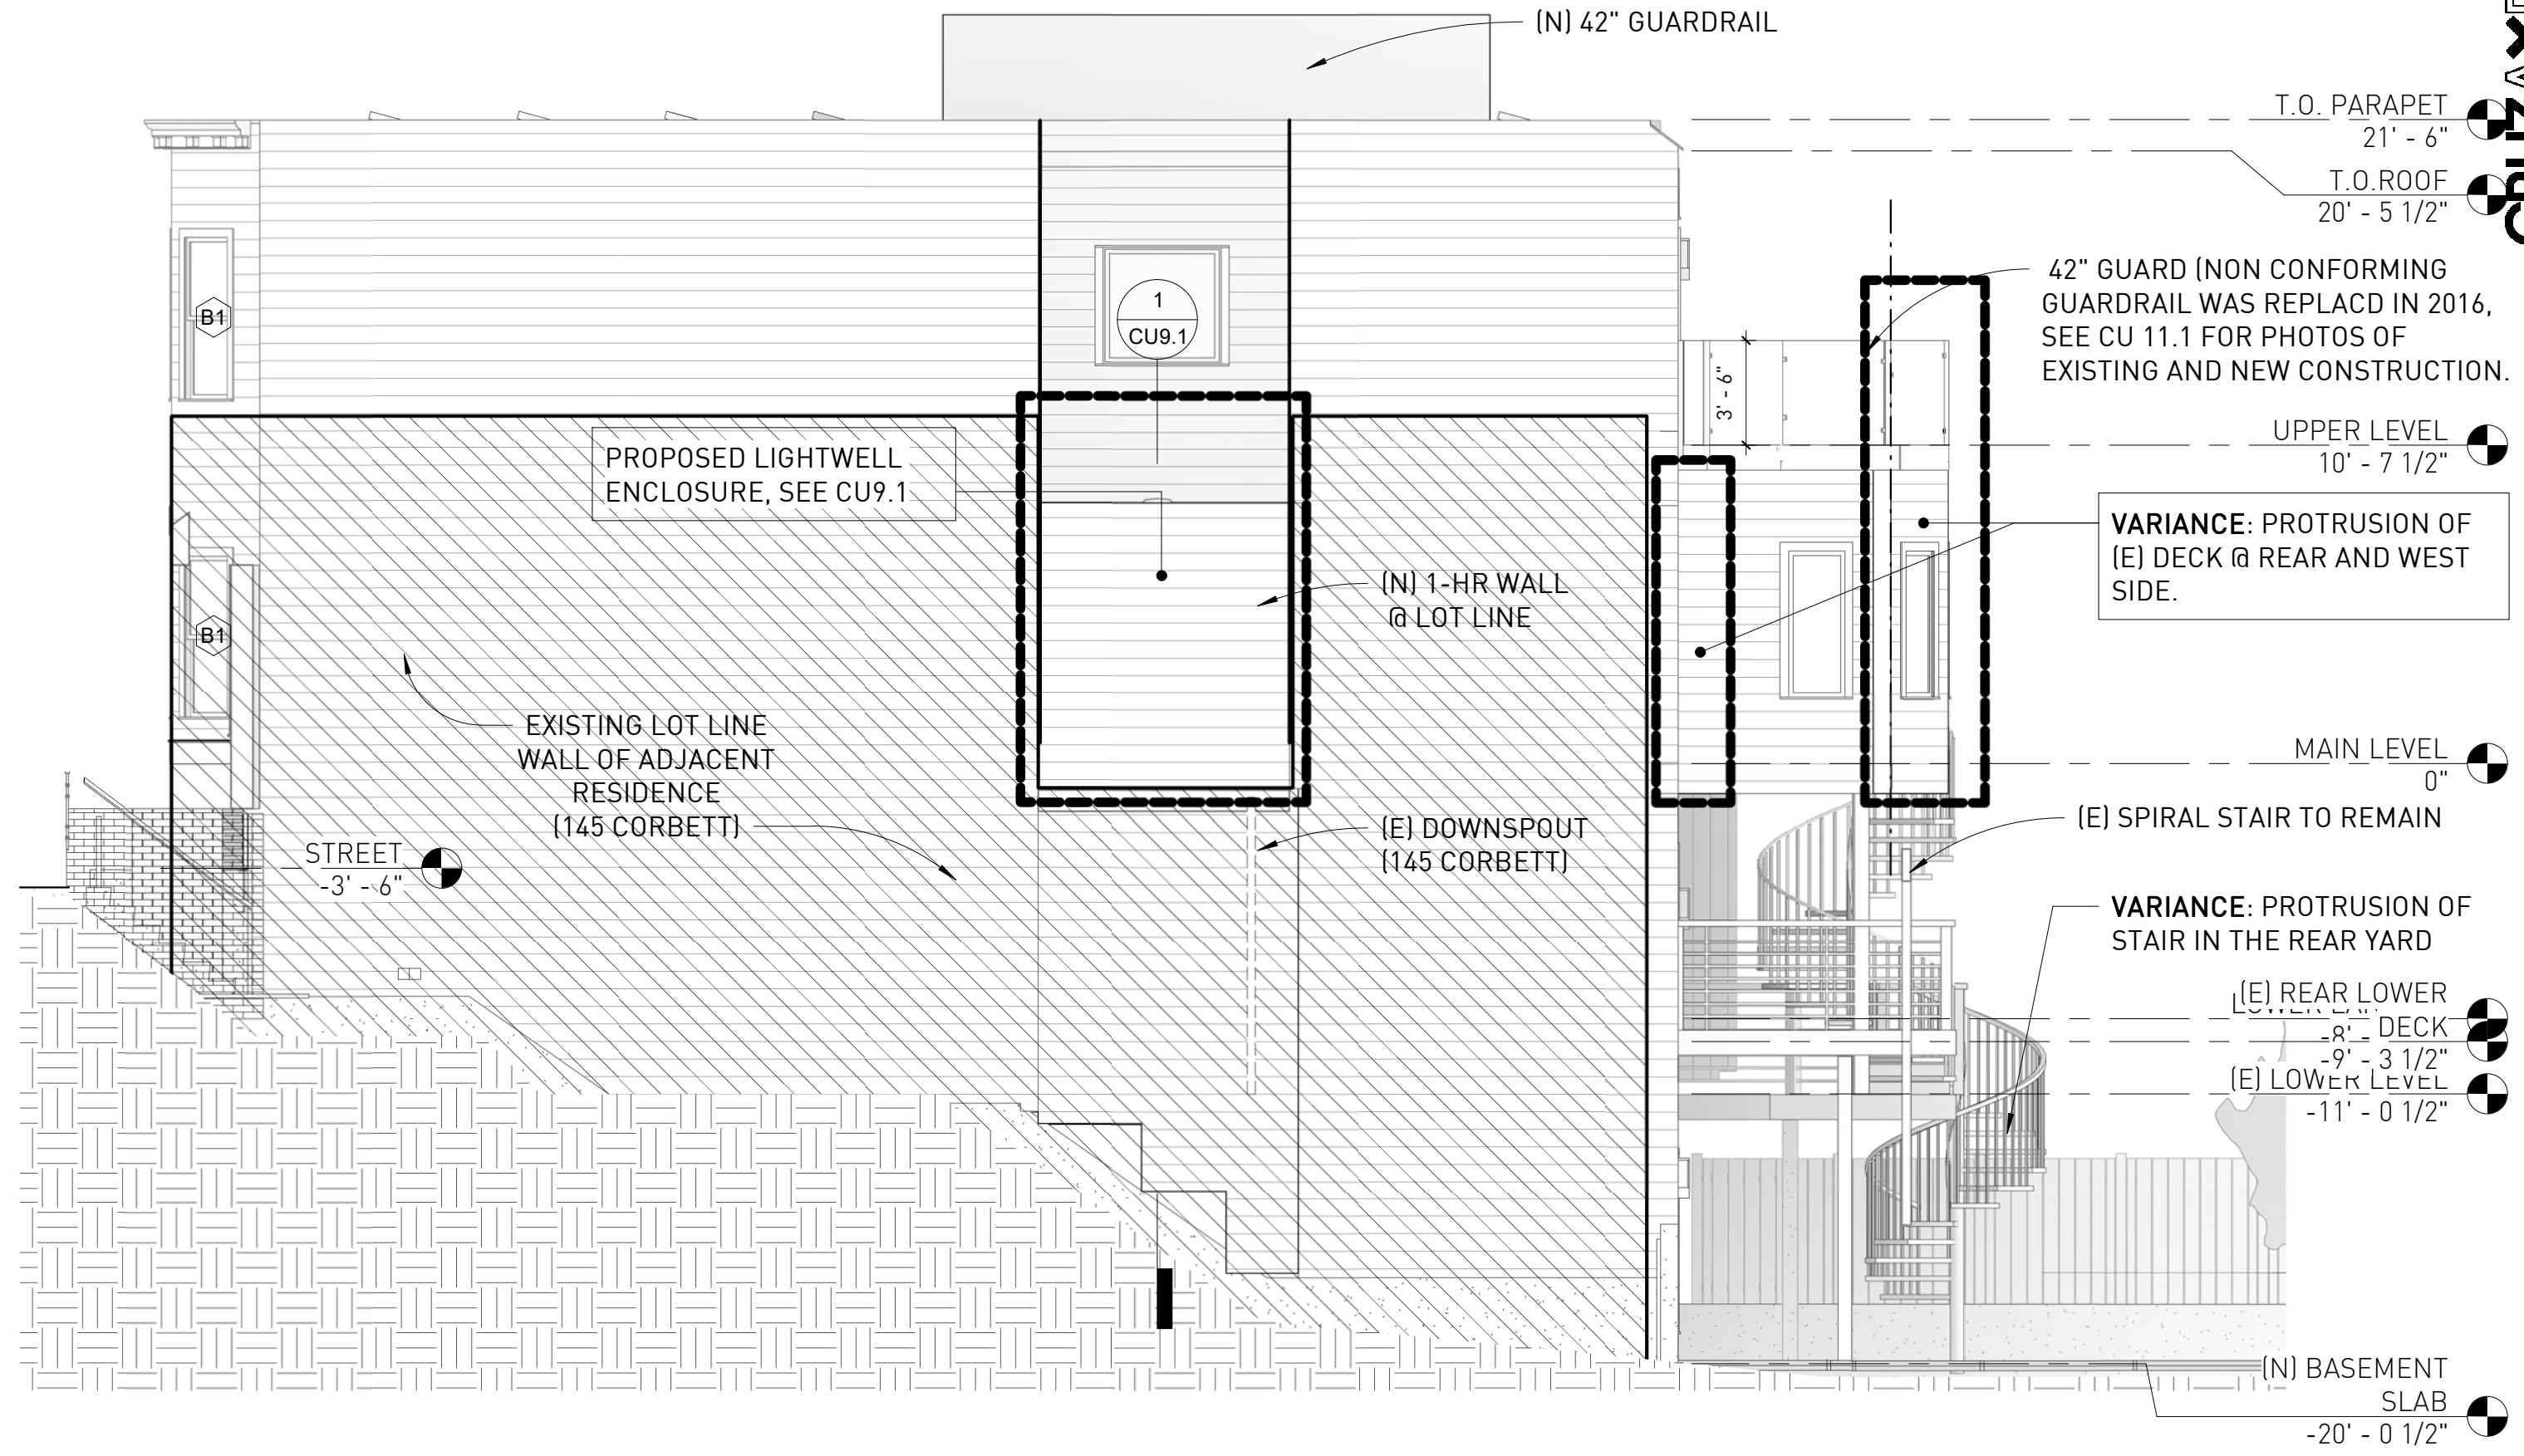 (N) 42" GUARDRAIL
T.O. PARAPET
21' - 6"
T.O.ROOF
20' - 5 1/2"
42" GUARD (NON CONFORMING
GUARDRAIL WAS REPLACD IN 2016,
SEE CU 11.1 FOR PHOTOS OF
EXISTING AND NEW CONSTRUCTION.
B1
1
CU9.1
3' - 6"
UPPER LEVEL
10' - 7 1/2"
PROPOSED LIGHTWELL
ENCLOSURE, SEE CU9.1
VARIANCE: PROTRUSION OF
(E) DECK @ REAR AND WEST
SIDE.
(N) 1-HR WALL
@ LOT LINE
B1
EXISTING LOT LINE
WALL OF ADJACENT
RESIDENCE
(145 CORBETT)
MAIN LEVEL
0"
(E) SPIRAL STAIR TO REMAIN
(E) DOWNSPOUT
(145 CORBETT)
STREET
-3' - 6"
VARIANCE: PROTRUSION OF
STAIR IN THE REAR YARD
(E) REAR LOWER
DECK
-9' - 3 1/2"
(E) LOWER LEVEL
-11' - 0 1/2"
(N) BASEMENT
SLAB
-20' - 0 1/2"